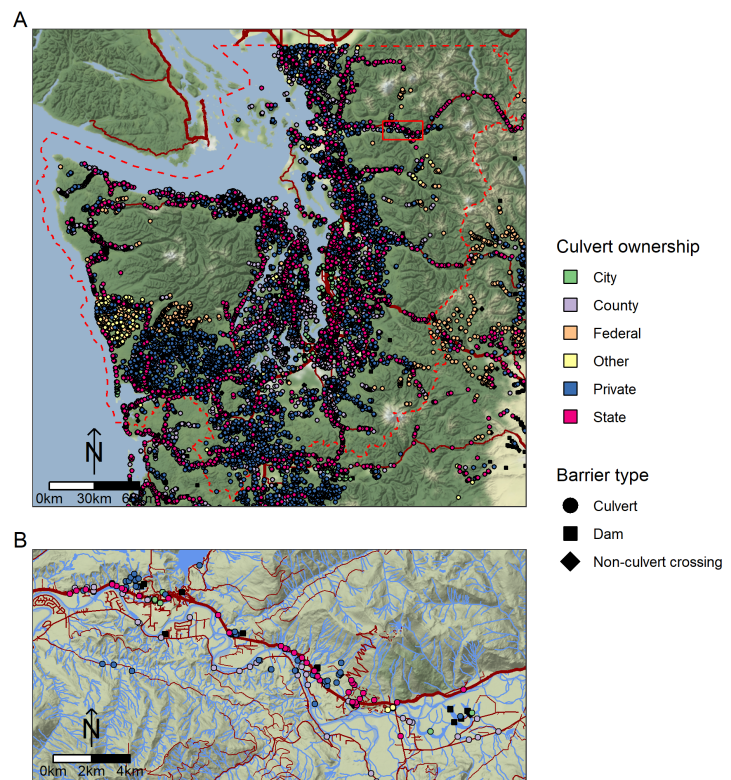 A
Culvert ownership
City
County
Federal
Other
Private
State
N
0km 30km 60km
Barrier type
Culvert
Dam
Non-culvert crossing
B
N
0km 2km 4km